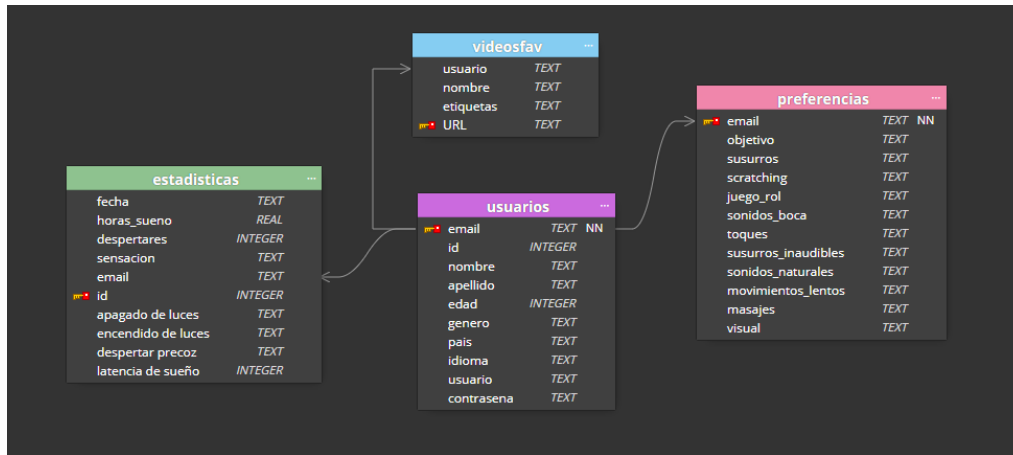 videosfav ...
usuario TEXT
nombre TEXT
etiquetas TEXT
URL TEXT
preferencias ...
email TEXT NN
objetivo TEXT
susurros TEXT
scratching TEXT
juego_rol TEXT
sonidos_boca TEXT
toques TEXT
susurros_inaudibles TEXT
sonidos_naturales TEXT
movimientos_lentos TEXT
masajes TEXT
visual TEXT
estadisticas ...
fecha TEXT
horas_sueno REAL
despertares INTEGER
sensacion TEXT
email TEXT
id INTEGER
apagado de luces TEXT
encendido de luces TEXT
despertar precoz TEXT
latencia de sueño INTEGER
usuarios ...
email TEXT NN
id INTEGER
nombre TEXT
apellido TEXT
edad INTEGER
genero TEXT
pais TEXT
idioma TEXT
usuario TEXT
contrasena TEXT